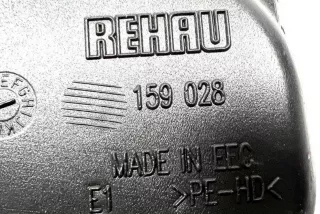 REHAU
159 028
MADE IN EEC
E1 >PE-HD<